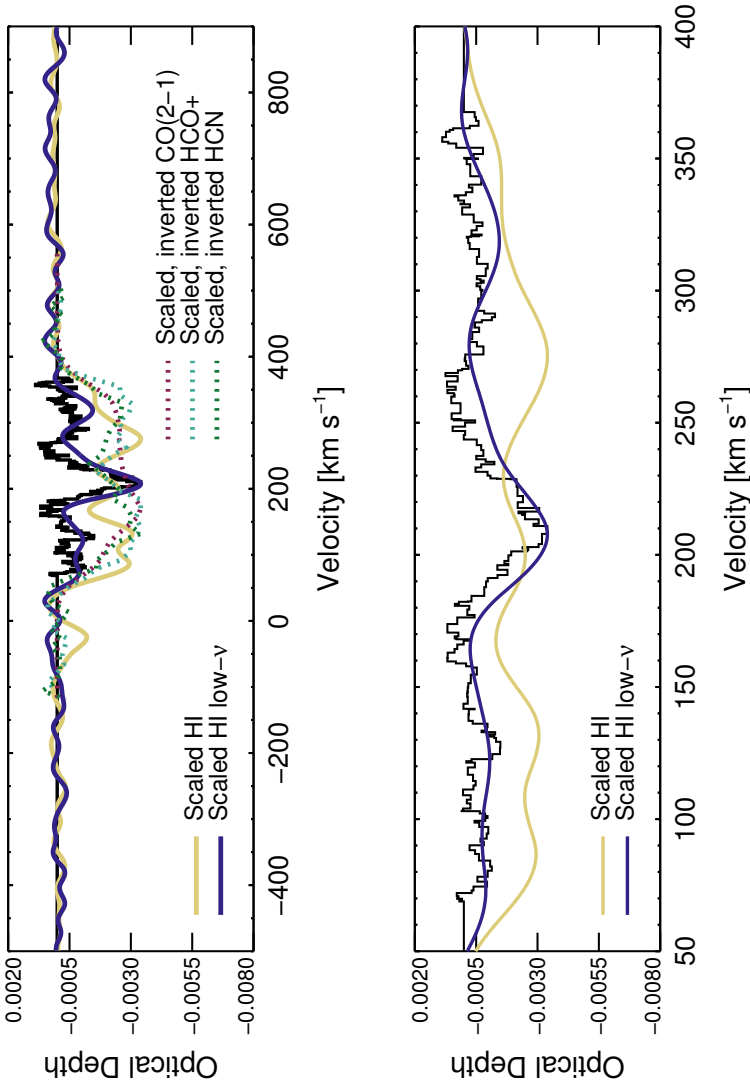 0.0020
−0.0005
−0.0030
−0.0055
−0.0080
Optical Depth
−400
−200
0
200
400
600
800
Velocity [km s−1]
Scaled HI
Scaled HI low−ν
Scaled, inverted CO(2−1)
Scaled, inverted HCO+
Scaled, inverted HCN
0.0020
−0.0005
−0.0030
−0.0055
−0.0080
Optical Depth
50
100
150
200
250
300
350
400
Velocity [km s−1]
Scaled HI
Scaled HI low−ν